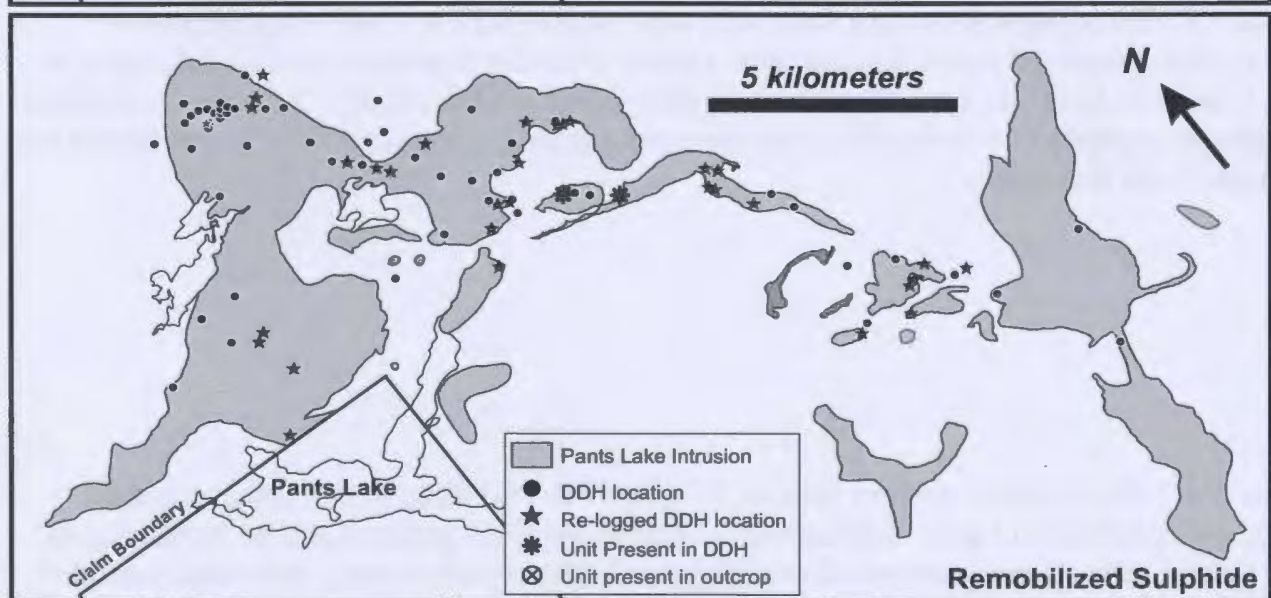 5 kilometers
N
Pants Lake
Claim Boundary
Pants Lake Intrusion
DDH location
Re-logged DDH location
Unit Present in DDH
Unit present in outcrop
Remobilized Sulphide